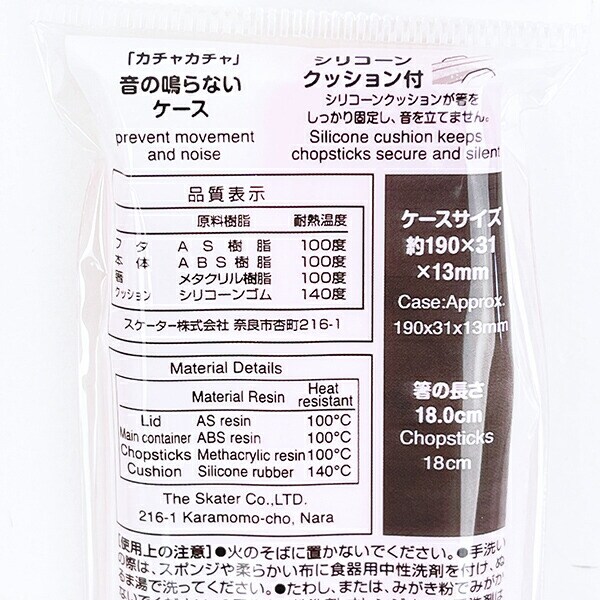 「カチャカチャ」
音の鳴らない
ケース
prevent movement
and noise
シリコーン
クッション付
シリコーンクッションが箸を
しっかり固定し、音を立てません。
Silicone cushion keeps
chopsticks secure and silent
品質表示
原料樹脂 耐熱温度
フタ AS樹脂 100度
本体 ABS樹脂 100度
箸 メタクリル樹脂 100度
クッション シリコーンゴム 140度
スケーター株式会社 奈良市杏町216-1
Material Details
Material Resin Heat
resistant
Lid AS resin 100°C
Main container ABS resin 100°C
Chopsticks Methacrylic resin 100°C
Cushion Silicone rubber 140°C
The Skater Co.,LTD.
216-1 Karamomo-cho, Nara
ケースサイズ
約190×31
×13mm
Case:Approx.
190x31x13mm
箸の長さ
18.0cm
Chopsticks
18cm
【使用上の注意】●火のそばに置かないでください。●手洗い
の際は、スポンジや柔らかい布に食器用中性洗剤を付け、ぬ
るま湯で洗ってください。●たわし、または、みがき粉でみが